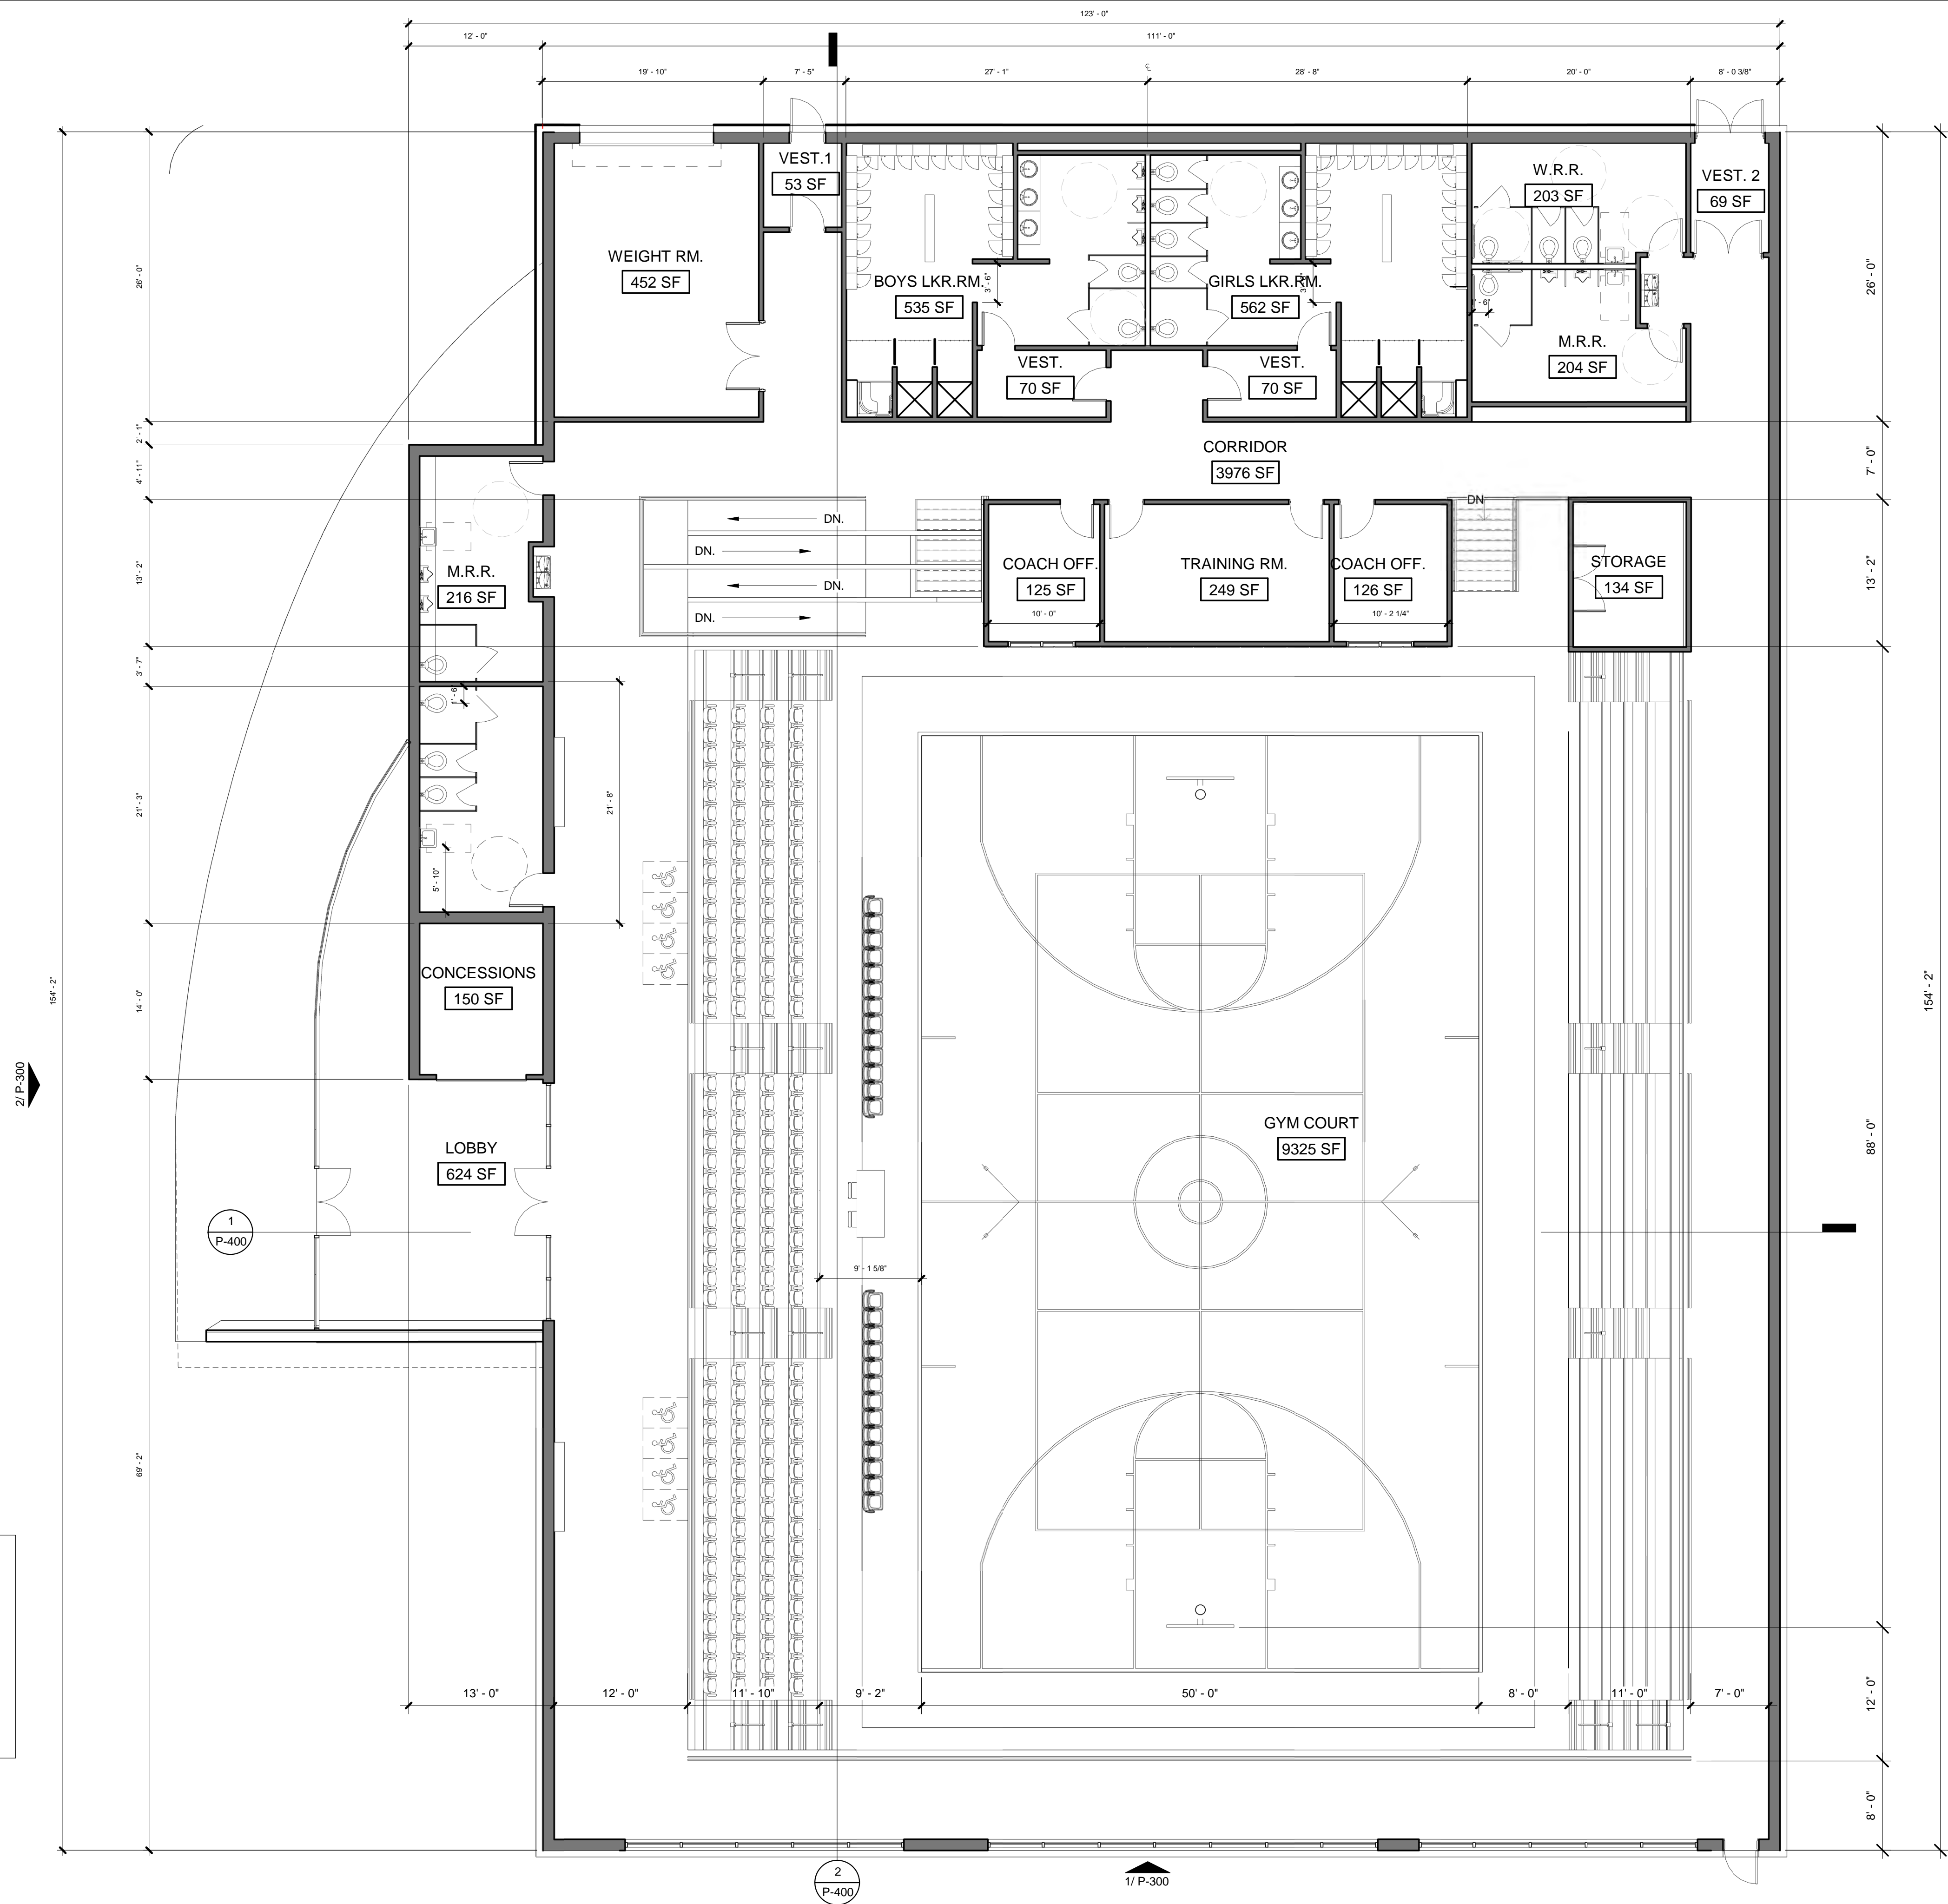 123' - 0"
12' - 0"
111' - 0"
19' - 10"
7' - 5"
27' - 1"
℄
28' - 8"
20' - 0"
8' - 0 3/8"
VEST.1
53 SF
W.R.R.
203 SF
VEST. 2
69 SF
WEIGHT RM.
452 SF
BOYS LKR.RM.
535 SF
3' - 6"
GIRLS LKR.RM.
562 SF
26' - 0"
26' - 0"
M.R.R.
204 SF
VEST.
70 SF
VEST.
70 SF
2' - 1"
4' - 11"
CORRIDOR
3976 SF
7' - 0"
DN.
DN.
DN.
DN.
DN
COACH OFF.
125 SF
10' - 0"
TRAINING RM.
249 SF
COACH OFF.
126 SF
10' - 2 1/4"
STORAGE
134 SF
13' - 2"
13' - 2"
M.R.R.
216 SF
3' - 7"
21' - 3"
21' - 8"
5' - 10"
CONCESSIONS
150 SF
14' - 0"
154' - 2"
154' - 2"
2/ P-300
LOBBY
624 SF
GYM COURT
9325 SF
88' - 0"
1
P-400
9' - 1 5/8"
69' - 2"
13' - 0"
12' - 0"
11' - 10"
9' - 2"
50' - 0"
8' - 0"
11' - 0"
7' - 0"
12' - 0"
8' - 0"
2
P-400
1/ P-300